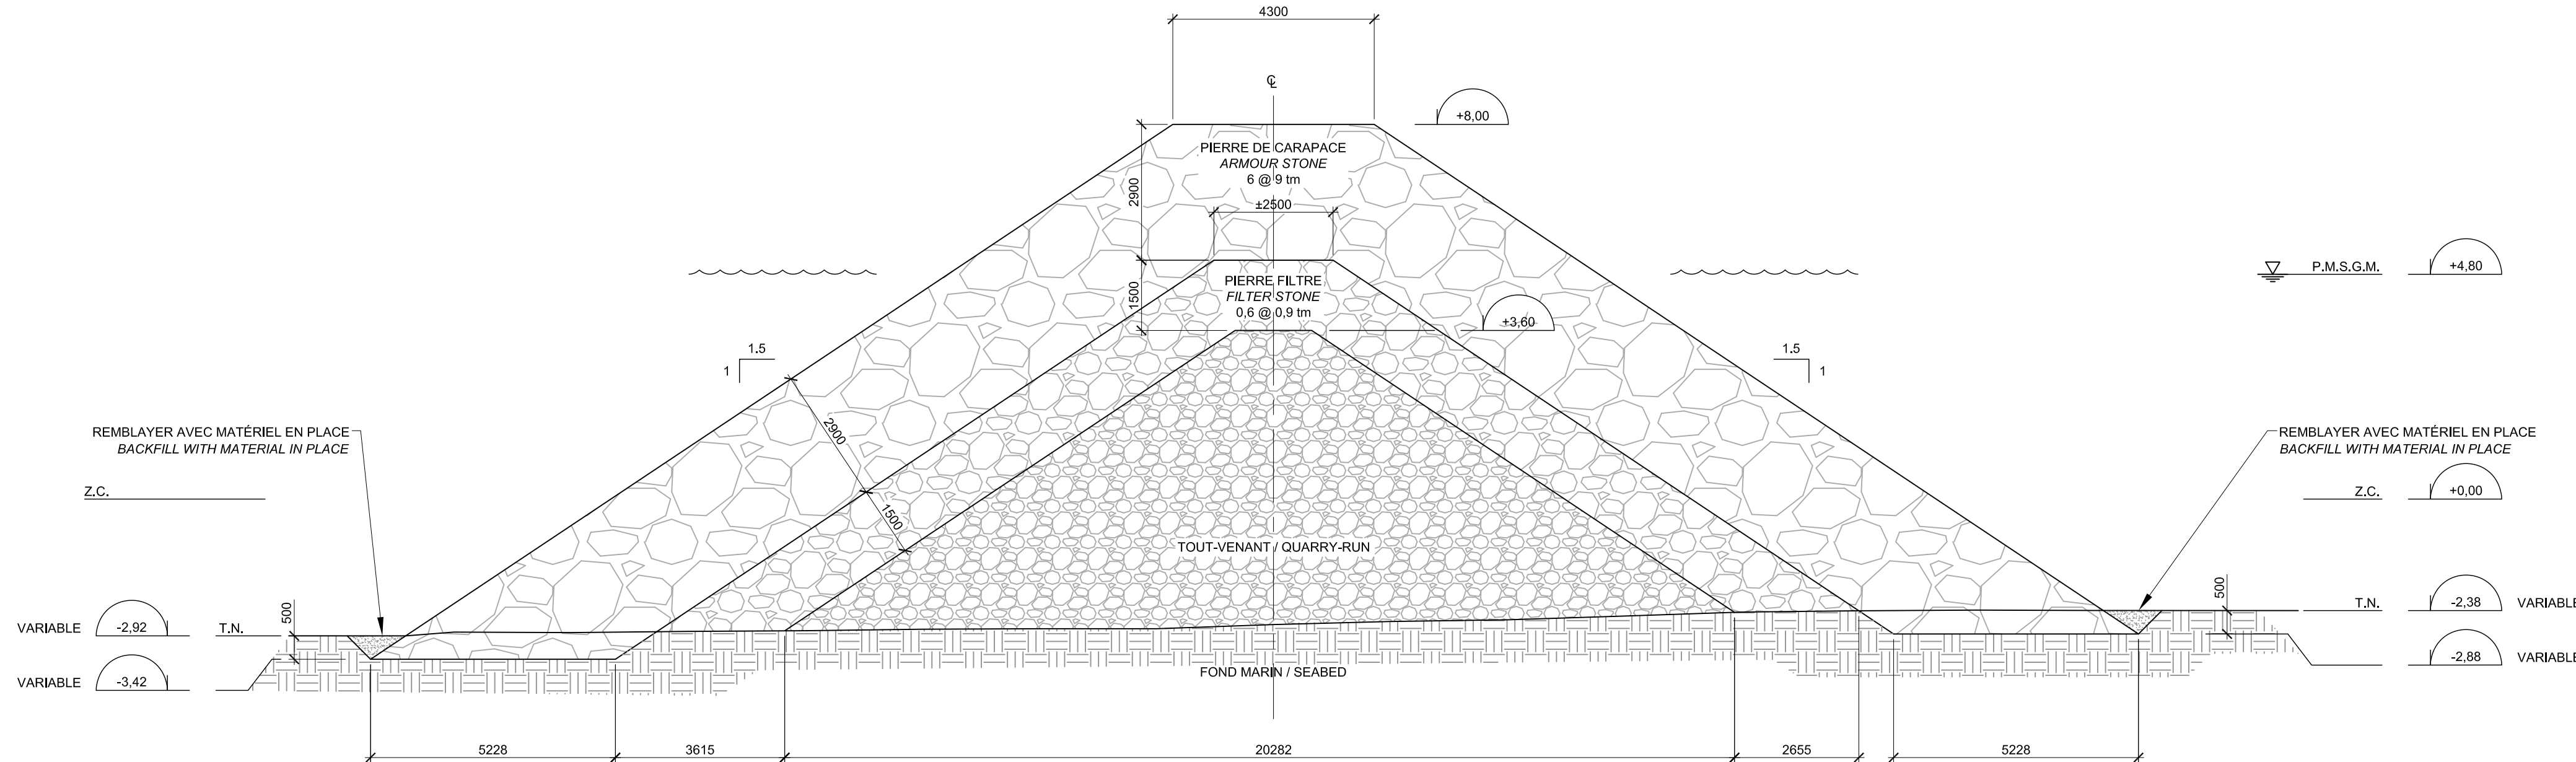 4300
℄
+8,00
PIERRE DE CARAPACE
ARMOUR STONE
6 @ 9 tm
2900
±2500
P.M.S.G.M.
+4,80
PIERRE FILTRE
FILTER STONE
0,6 @ 0,9 tm
1500
+3,60
1.5
1
1.5
1
2900
1500
REMBLAYER AVEC MATÉRIEL EN PLACE
BACKFILL WITH MATERIAL IN PLACE
REMBLAYER AVEC MATÉRIEL EN PLACE
BACKFILL WITH MATERIAL IN PLACE
Z.C.
Z.C.
+0,00
TOUT-VENANT / QUARRY-RUN
500
500
VARIABLE
-2,92
T.N.
T.N.
-2,38
VARIABLE
VARIABLE
-3,42
FOND MARIN / SEABED
-2,88
VARIABLE
5228
3615
20282
2655
5228